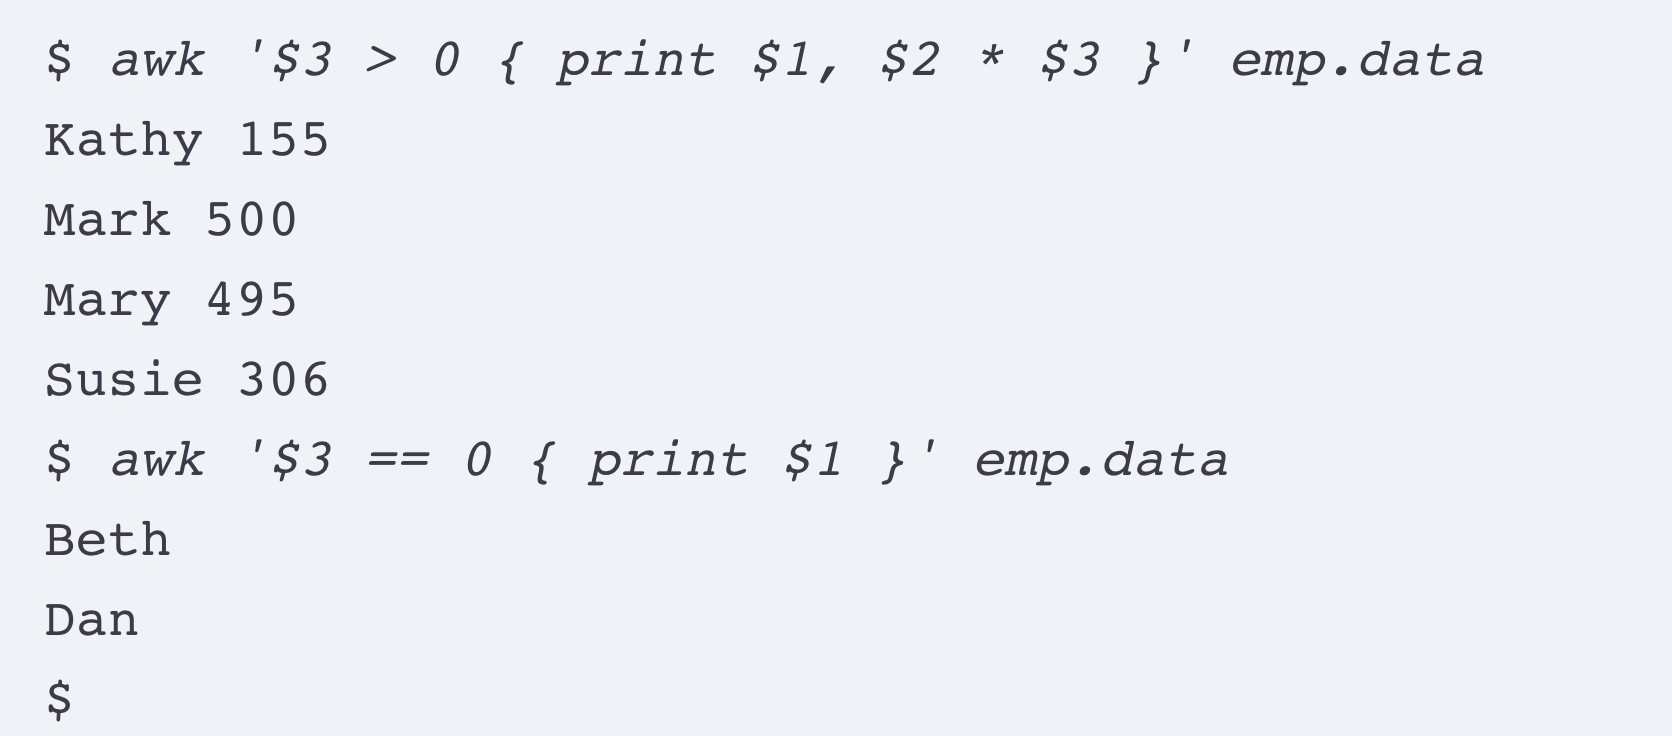 $ awk '$3 > 0 { print $1, $2 * $3 }' emp.data
Kathy 155
Mark 500
Mary 495
Susie 306
$ awk '$3 == 0 { print $1 }' emp.data
Beth
Dan
$